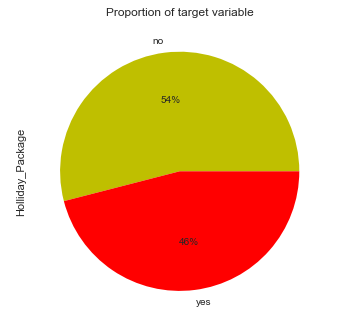 Proportion of target variable
no
54%
Holliday_Package
46%
yes